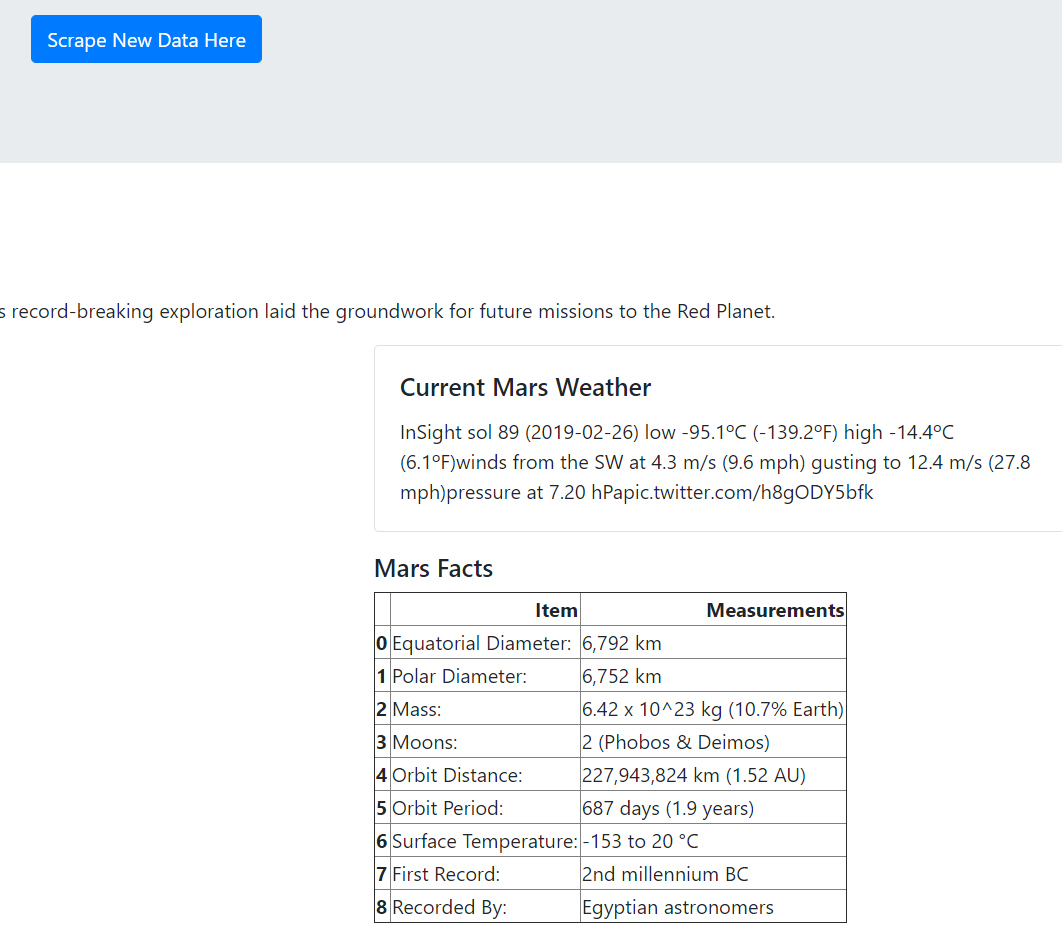 Scrape New Data Here
s record-breaking exploration laid the groundwork for future missions to the Red Planet.
Current Mars Weather
InSight sol 89 (2019-02-26) low -95.1ºC (-139.2ºF) high -14.4ºC
(6.1ºF)winds from the SW at 4.3 m/s (9.6 mph) gusting to 12.4 m/s (27.8
mph)pressure at 7.20 hPapic.twitter.com/h8gODY5bfk
Mars Facts
Item Measurements
0 Equatorial Diameter: 6,792 km
1 Polar Diameter: 6,752 km
2 Mass: 6.42 x 10^23 kg (10.7% Earth)
3 Moons: 2 (Phobos & Deimos)
4 Orbit Distance: 227,943,824 km (1.52 AU)
5 Orbit Period: 687 days (1.9 years)
6 Surface Temperature: -153 to 20 °C
7 First Record: 2nd millennium BC
8 Recorded By: Egyptian astronomers